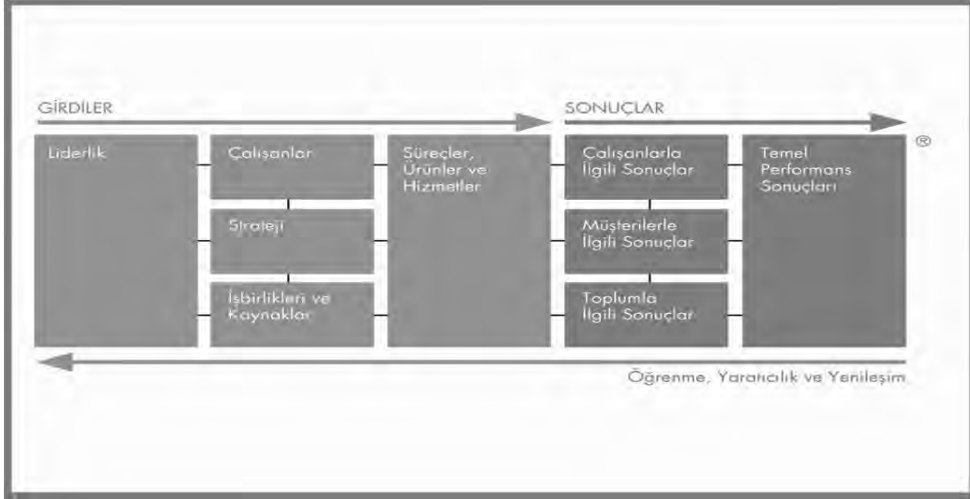 GİRDİLER
SONUÇLAR
®
Liderlik
Çalışanlar
Strateji
İşbirlikleri ve
Kaynaklar
Süreçler,
Ürünler ve
Hizmetler
Çalışanlarla
İlgili Sonuçlar
Müşterilerle
İlgili Sonuçlar
Toplumla
İlgili Sonuçlar
Temel
Performans
Sonuçları
Öğrenme, Yaratıcılık ve Yenileşim